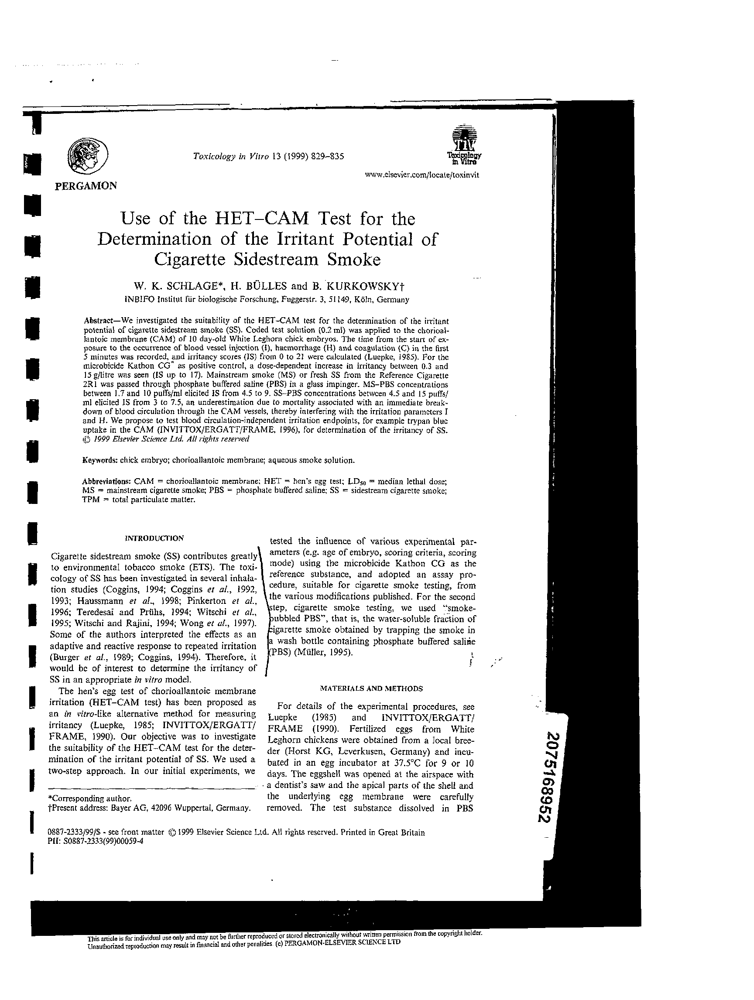 Toxicology in Vitro 13 (1999) 829–835
Toxicology
in Vitro
www.elsevier.com/locate/toxinvit
PERGAMON
Use of the HET–CAM Test for the
Determination of the Irritant Potential of
Cigarette Sidestream Smoke
W. K. SCHLAGE*, H. BÜLLES and B. KURKOWSKY†
INBIFO Institut für biologische Forschung, Fuggerstr. 3, 51149, Köln, Germany
Abstract—We investigated the suitability of the HET-CAM test for the determination of the irritant
potential of cigarette sidestream smoke (SS). Coded test solution (0.2 ml) was applied to the chorioal-
lantoic membrane (CAM) of 10 day-old White Leghorn chick embryos. The time from the start of ex-
posure to the occurrence of blood vessel injection (I), haemorrhage (H) and coagulation (C) in the first
5 minutes was recorded, and irritancy scores (IS) from 0 to 21 were calculated (Luepke, 1985). For the
microbicide Kathon CG® as positive control, a dose-dependent increase in irritancy between 0.3 and
15 g/litre was seen (IS up to 17). Mainstream smoke (MS) or fresh SS from the Reference Cigarette
2R1 was passed through phosphate buffered saline (PBS) in a glass impinger. MS–PBS concentrations
between 1.7 and 10 puffs/ml elicited IS from 4.5 to 9. SS–PBS concentrations between 4.5 and 15 puffs/
ml elicited IS from 3 to 7.5, an underestimation due to mortality associated with an immediate break-
down of blood circulation through the CAM vessels, thereby interfering with the irritation parameters I
and H. We propose to test blood circulation-independent irritation endpoints, for example trypan blue
uptake in the CAM (INVITTOX/ERGATT/FRAME, 1996), for determination of the irritancy of SS.
© 1999 Elsevier Science Ltd. All rights reserved
Keywords: chick embryo; chorioallantoic membrane; aqueous smoke solution.
Abbreviations: CAM = chorioallantoic membrane; HET = hen's egg test; LD50 = median lethal dose;
MS = mainstream cigarette smoke; PBS = phosphate buffered saline; SS = sidestream cigarette smoke;
TPM = total particulate matter.
INTRODUCTION
Cigarette sidestream smoke (SS) contributes greatly
to environmental tobacco smoke (ETS). The toxi-
cology of SS has been investigated in several inhala-
tion studies (Coggins, 1994; Coggins et al., 1992,
1993; Haussmann et al., 1998; Pinkerton et al.,
1996; Teredesai and Prühs, 1994; Witschi et al.,
1995; Witschi and Rajini, 1994; Wong et al., 1997).
Some of the authors interpreted the effects as an
adaptive and reactive response to repeated irritation
(Burger et al., 1989; Coggins, 1994). Therefore, it
would be of interest to determine the irritancy of
SS in an appropriate in vitro model.
The hen's egg test of chorioallantoic membrane
irritation (HET–CAM test) has been proposed as
an in vitro-like alternative method for measuring
irritancy (Luepke, 1985; INVITTOX/ERGATT/
FRAME, 1990). Our objective was to investigate
the suitability of the HET–CAM test for the deter-
mination of the irritant potential of SS. We used a
two-step approach. In our initial experiments, we
*Corresponding author.
†Present address: Bayer AG, 42096 Wuppertal, Germany.
tested the influence of various experimental par-
ameters (e.g. age of embryo, scoring criteria, scoring
mode) using the microbicide Kathon CG as the
reference substance, and adopted an assay pro-
cedure, suitable for cigarette smoke testing, from
the various modifications published. For the second
step, cigarette smoke testing, we used "smoke-
bubbled PBS", that is, the water-soluble fraction of
cigarette smoke obtained by trapping the smoke in
a wash bottle containing phosphate buffered saline
(PBS) (Müller, 1995).
MATERIALS AND METHODS
For details of the experimental procedures, see
Luepke (1985) and INVITTOX/ERGATT/
FRAME (1990). Fertilized eggs from White
Leghorn chickens were obtained from a local bree-
der (Horst KG, Leverkusen, Germany) and incu-
bated in an egg incubator at 37.5°C for 9 or 10
days. The eggshell was opened at the airspace with
a dentist's saw and the apical parts of the shell and
the underlying egg membrane were carefully
removed. The test substance dissolved in PBS
0887-2333/99/$ - see front matter © 1999 Elsevier Science Ltd. All rights reserved. Printed in Great Britain
PII: S0887-2333(99)00059-4
2075168952
This article is for individual use only and may not be further reproduced or stored electronically without written permission from the copyright holder.
Unauthorized reproduction may result in financial and other penalities. (c) PERGAMON-ELSEVIER SCIENCE LTD